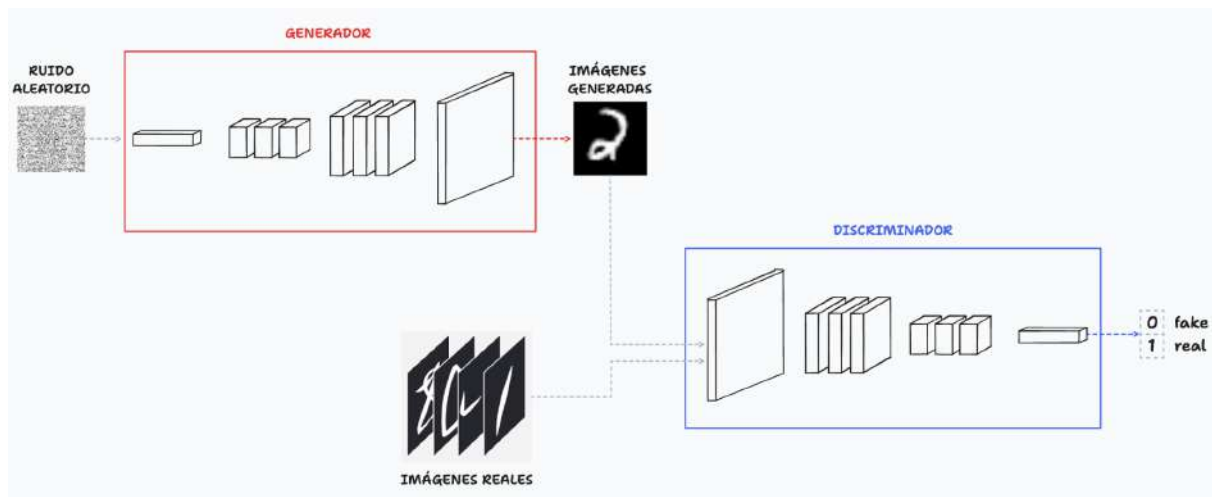 GENERADOR
RUIDO
ALEATORIO
IMÁGENES
GENERADAS
DISCRIMINADOR
0 fake
1 real
IMÁGENES REALES